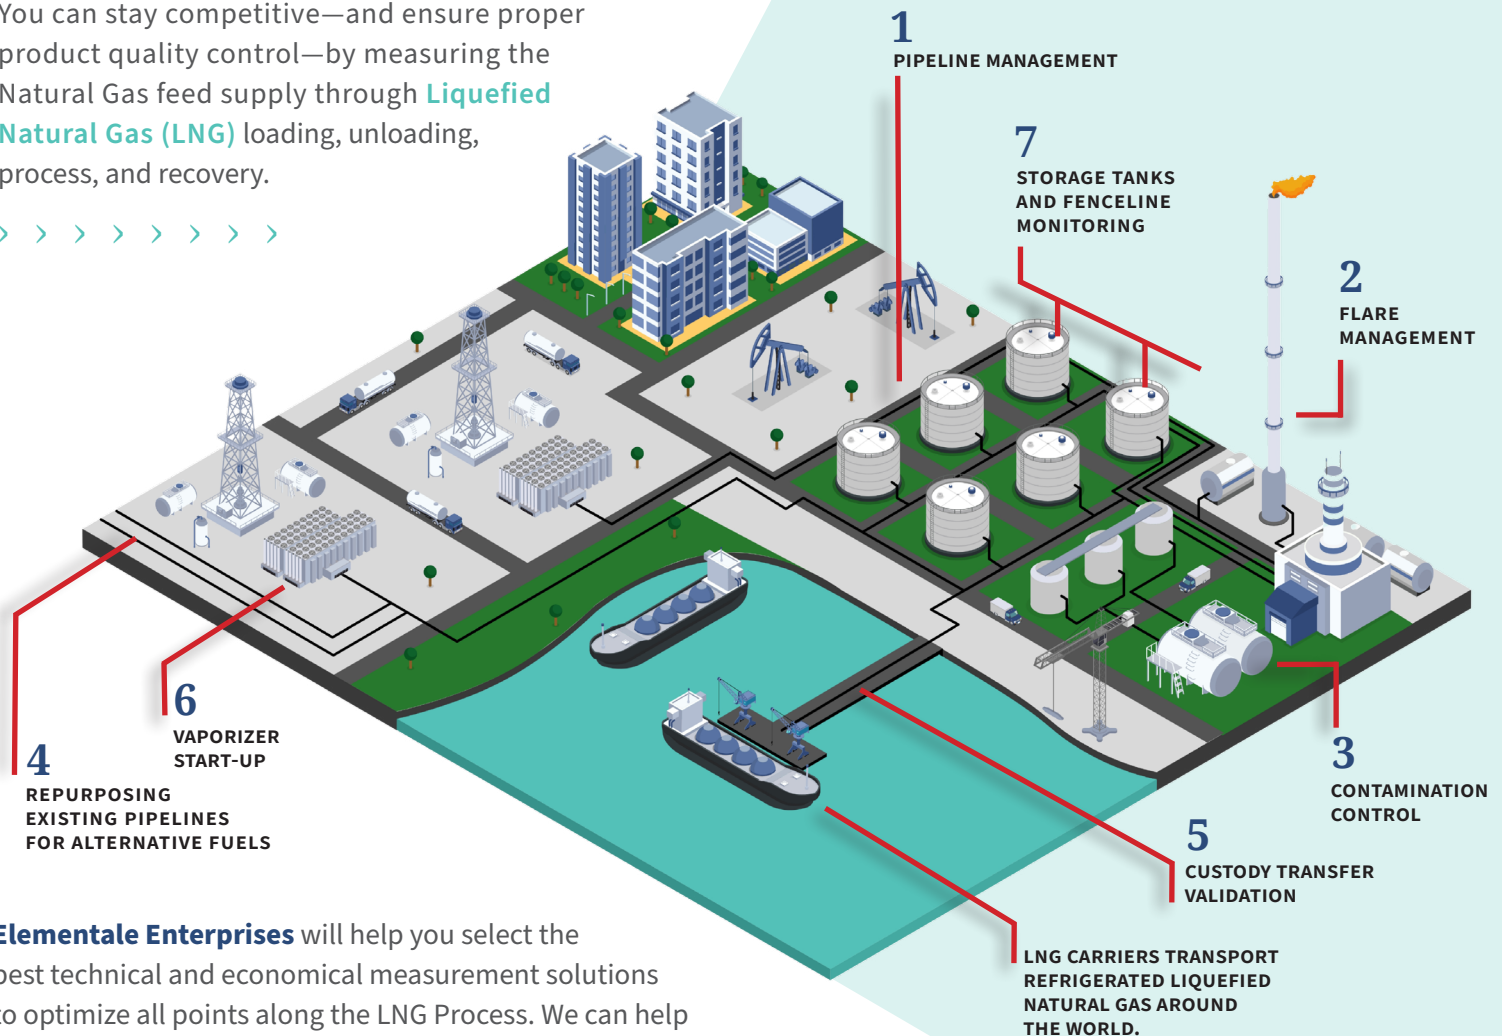 You can stay competitive—and ensure proper
product quality control—by measuring the
Natural Gas feed supply through Liquefied
Natural Gas (LNG) loading, unloading,
process, and recovery.
1
PIPELINE MANAGEMENT
7
STORAGE TANKS
AND FENCELINE
MONITORING
2
FLARE
MANAGEMENT
6
VAPORIZER
START-UP
4
REPURPOSING
EXISTING PIPELINES
FOR ALTERNATIVE FUELS
3
CONTAMINATION
CONTROL
5
CUSTODY TRANSFER
VALIDATION
LNG CARRIERS TRANSPORT
REFRIGERATED LIQUEFIED
NATURAL GAS AROUND
THE WORLD.
Elementale Enterprises will help you select the
best technical and economical measurement solutions
to optimize all points along the LNG Process. We can help